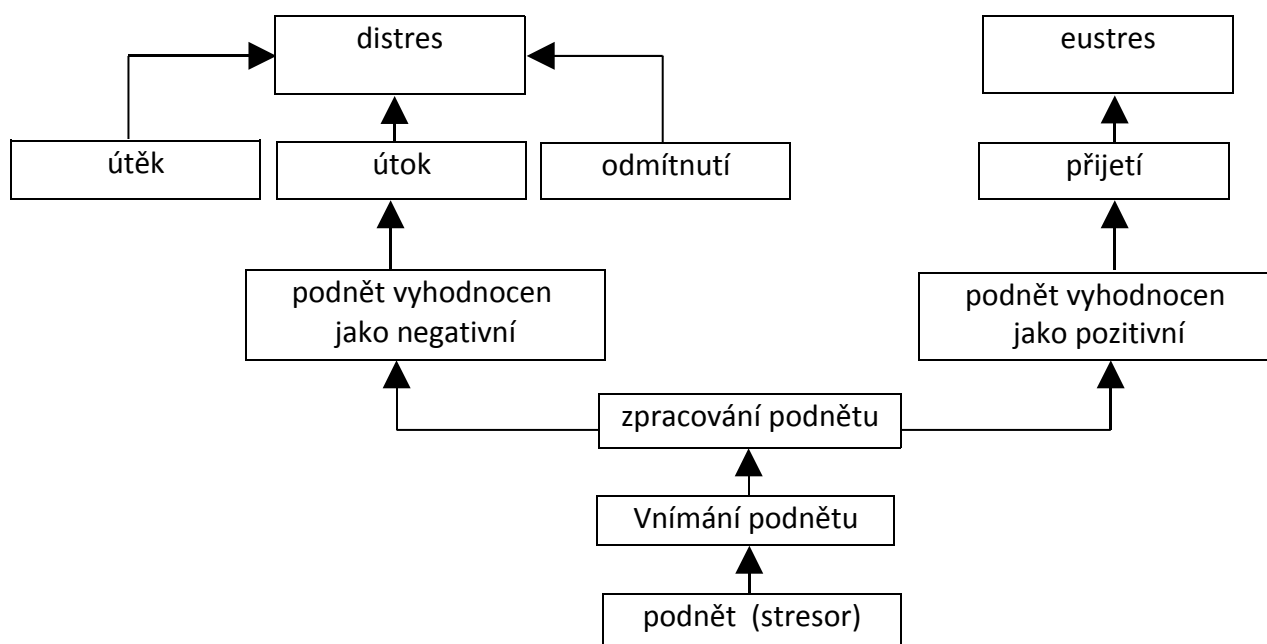 distres
eustres
útěk
útok
odmítnutí
přijetí
podnět vyhodnocen
jako negativní
podnět vyhodnocen
jako pozitivní
zpracování podnětu
Vnímání podnětu
podnět (stresor)